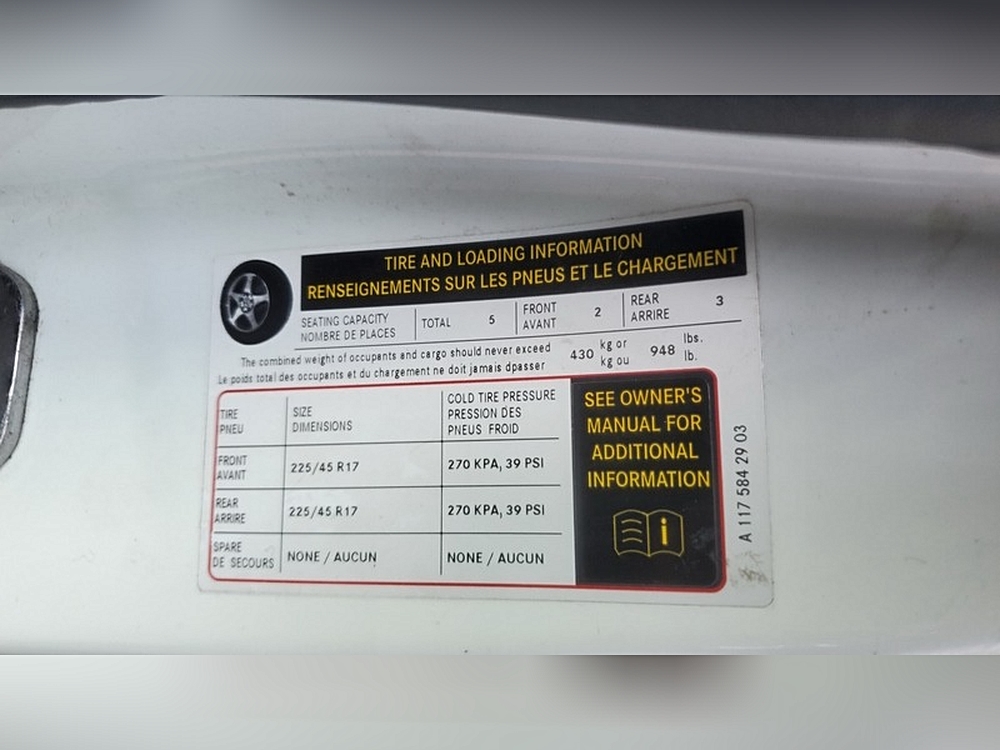 TIRE AND LOADING INFORMATION
RENSEIGNEMENTS SUR LES PNEUS ET LE CHARGEMENT
SEATING CAPACITY
NOMBRE DE PLACES
TOTAL 5
FRONT
AVANT
2
REAR
ARRIRE
3
The combined weight of occupants and cargo should never exceed
Le poids total des occupants et du chargement ne doit jamais dpasser
430 kg or
kg ou
948 lbs.
lb.
TIRE
PNEU
SIZE
DIMENSIONS
COLD TIRE PRESSURE
PRESSION DES
PNEUS FROID
FRONT
AVANT
225/45 R17
270 KPA, 39 PSI
REAR
ARRIRE
225/45 R17
270 KPA, 39 PSI
SPARE
DE SECOURS
NONE / AUCUN
NONE / AUCUN
SEE OWNER'S
MANUAL FOR
ADDITIONAL
INFORMATION
i
A 117 584 29 03